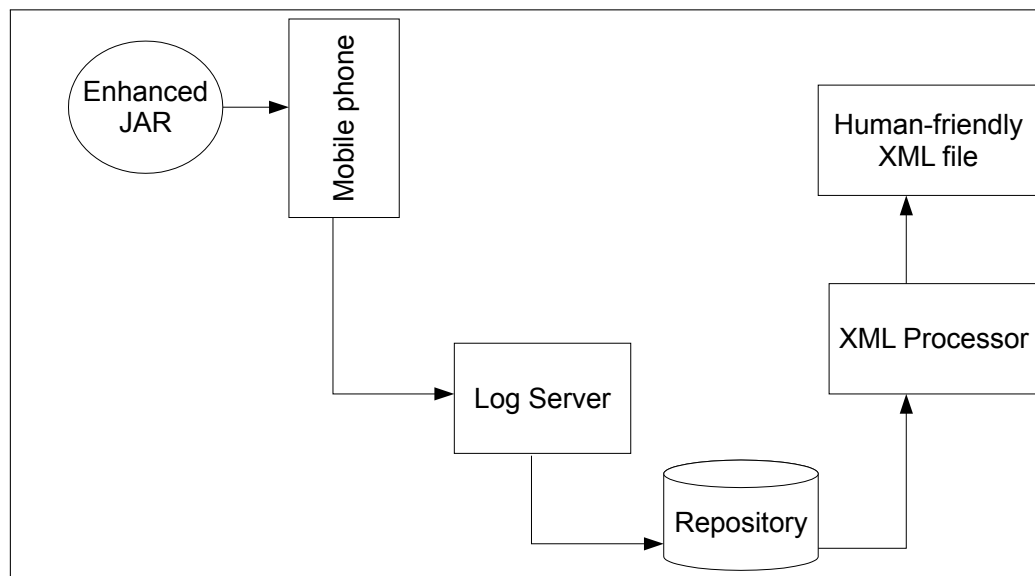 Enhanced
JAR
Mobile phone
Human-friendly
XML file
XML Processor
Log Server
Repository